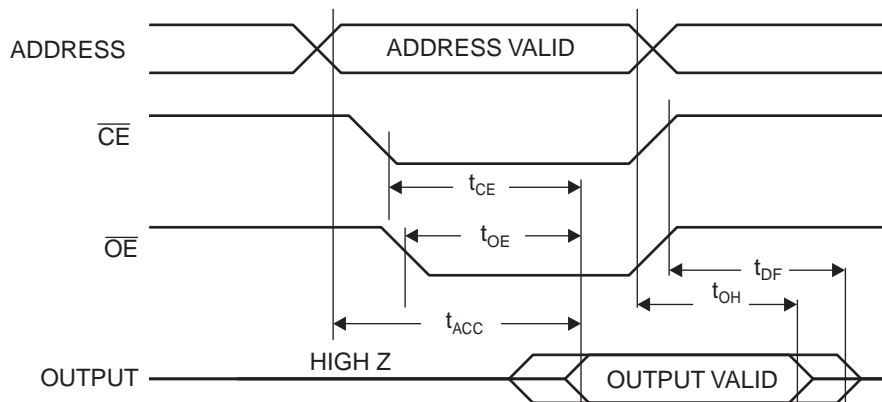 ADDRESS
ADDRESS VALID
CE
tCE
OE
tOE
tDF
tOH
tACC
HIGH Z
OUTPUT
OUTPUT VALID